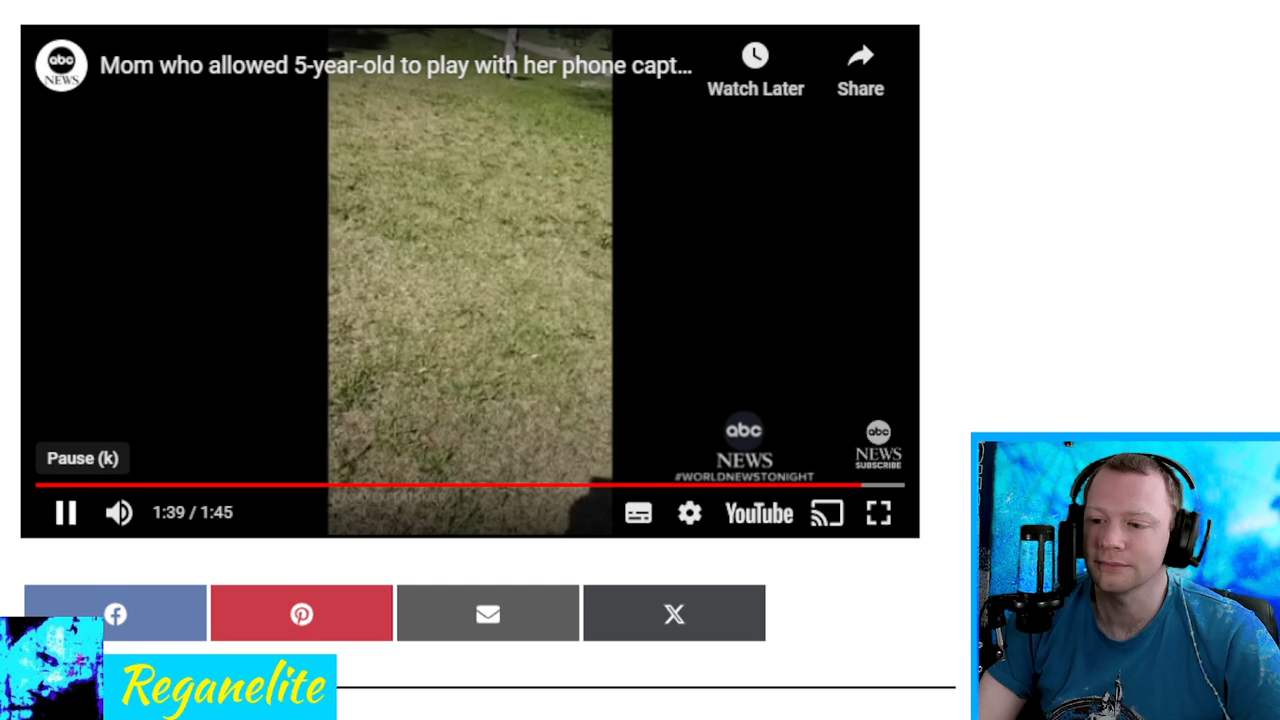 abc
NEWS
Mom who allowed 5-year-old to play with her phone capt...
Watch Later
Share
abc
NEWS
#WORLDNEWSTONIGHT
abc
NEWS
SUBSCRIBE
Pause (k)
1:39 / 1:45
YouTube
Reganelite